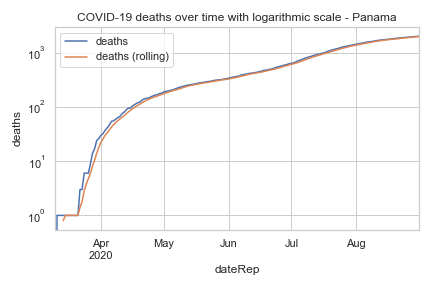 COVID-19 deaths over time with logarithmic scale - Panama
deaths
deaths (rolling)
10³
10²
10¹
10⁰
deaths
Apr
2020
May
Jun
Jul
Aug
dateRep